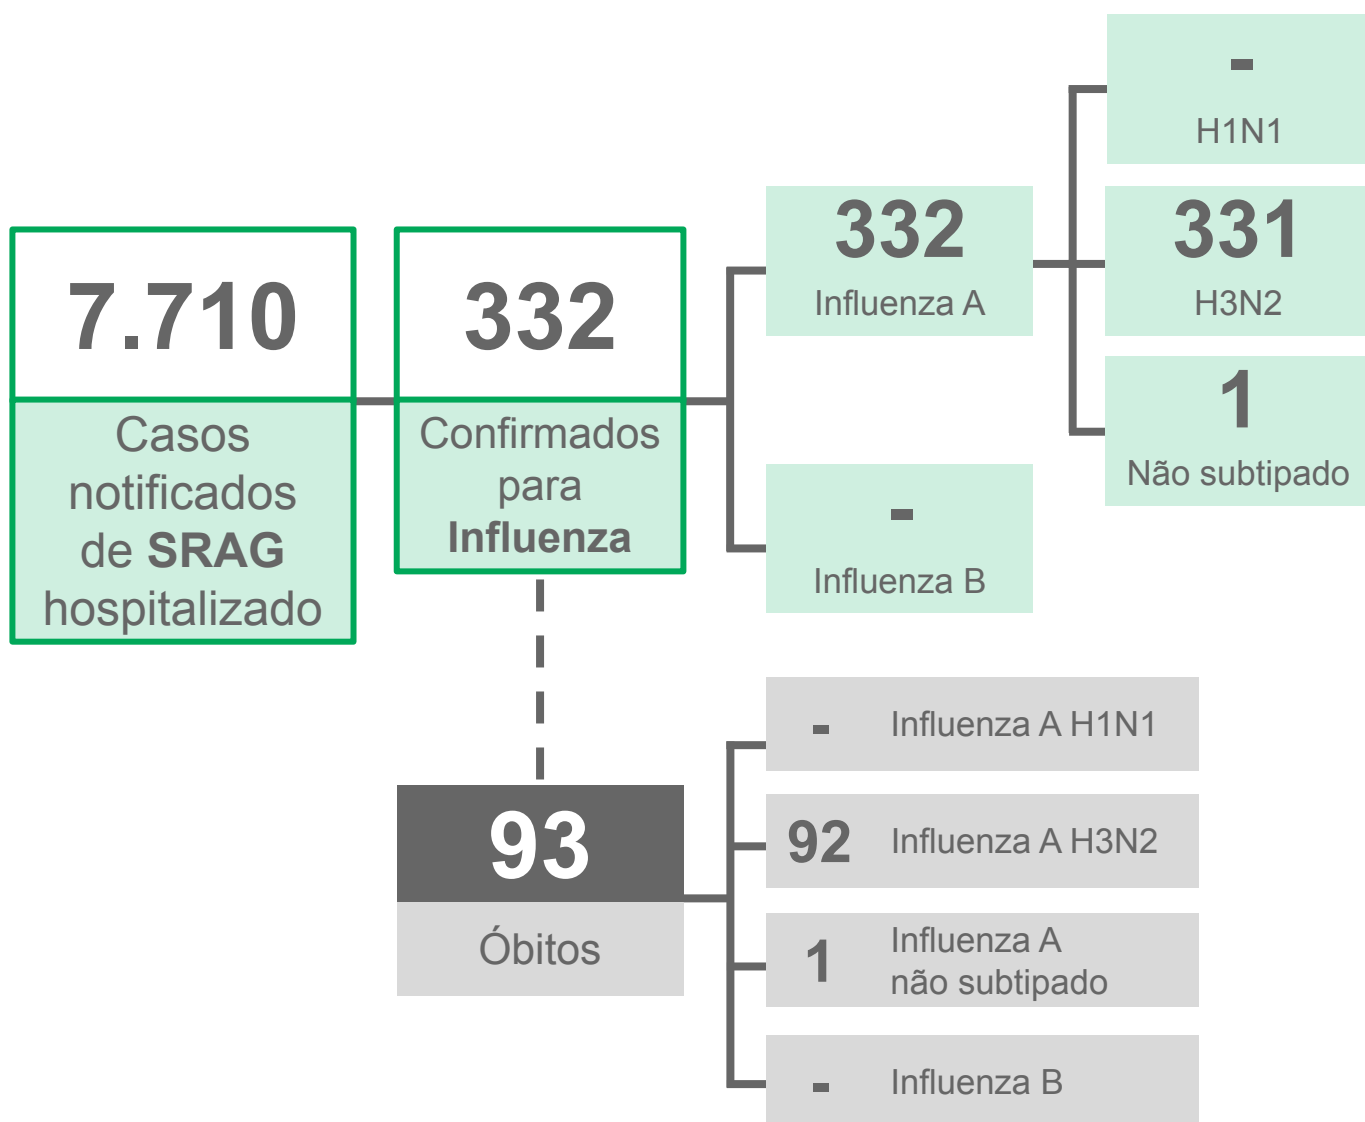 7.710
Casos
notificados
de SRAG
hospitalizado
332
Confirmados
para
Influenza
332
Influenza A
-
Influenza B
-
H1N1
331
H3N2
1
Não subtipado
93
Óbitos
- Influenza A H1N1
92 Influenza A H3N2
1 Influenza A
não subtipado
- Influenza B